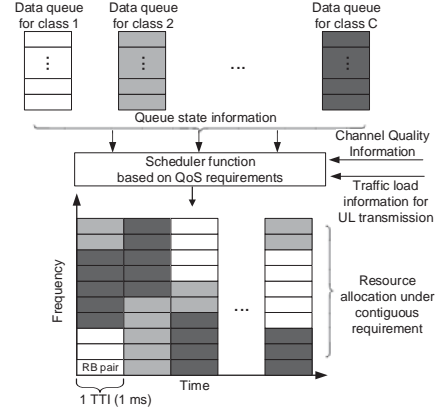 Data queue
for class 1
Data queue
for class 2
Data queue
for class C
...
Queue state information
Scheduler function
based on QoS requirements
Channel Quality
Information
Traffic load
information for
UL transmission
Frequency
...
Resource
allocation under
contiguous
requirement
RB pair
Time
1 TTI (1 ms)